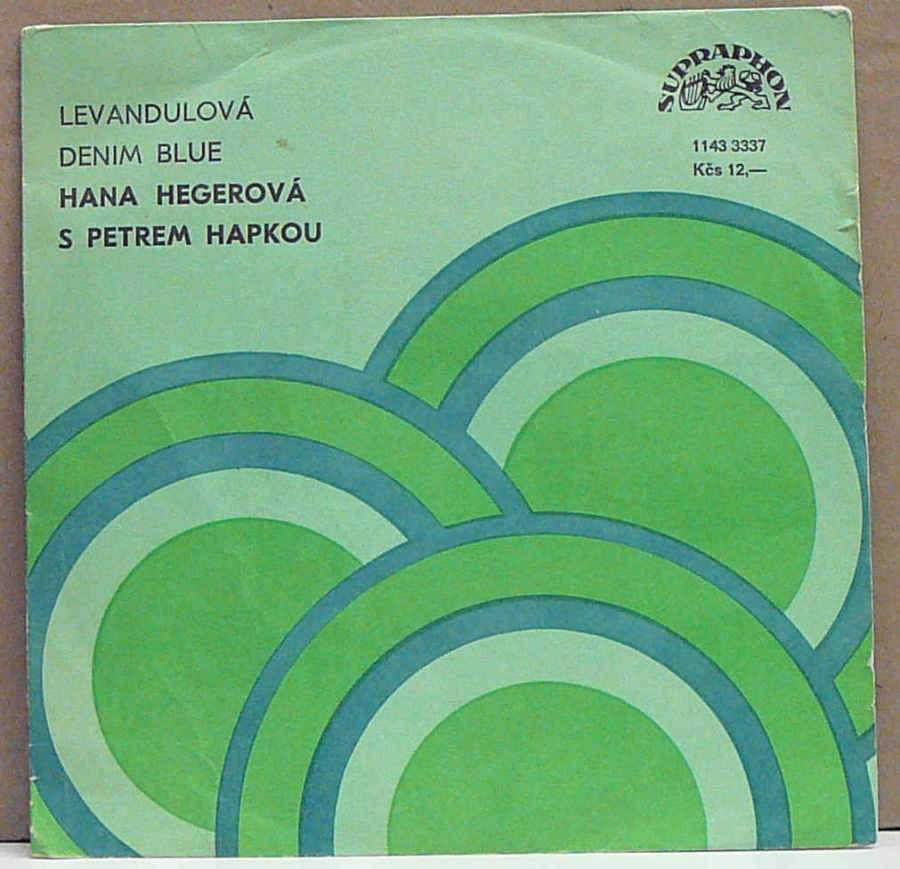 LEVANDULOVÁ
DENIM BLUE
HANA HEGEROVÁ
S PETREM HAPKOU
SUPRAPHON
1143 3337
Kčs 12,—